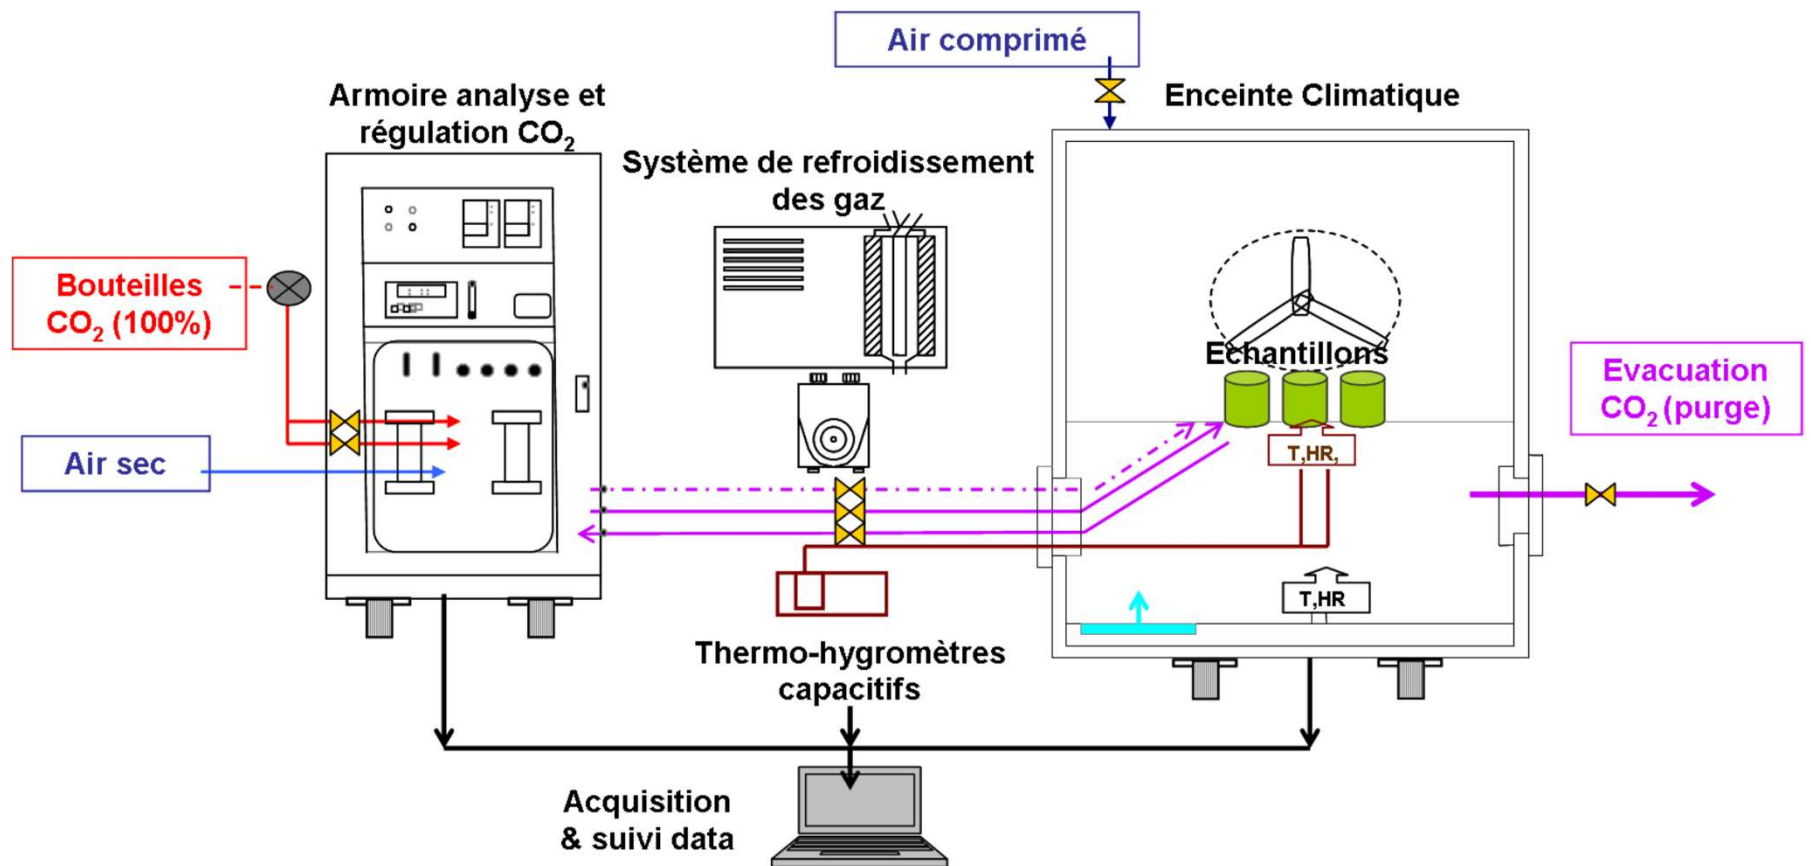 Air comprimé
Armoire analyse et
régulation CO₂
Enceinte Climatique
Système de refroidissement
des gaz
Bouteilles
CO₂ (100%)
Air sec
Echantillons
T,HR,
Evacuation
CO₂ (purge)
T,HR
Thermo-hygromètres
capacitifs
Acquisition
& suivi data